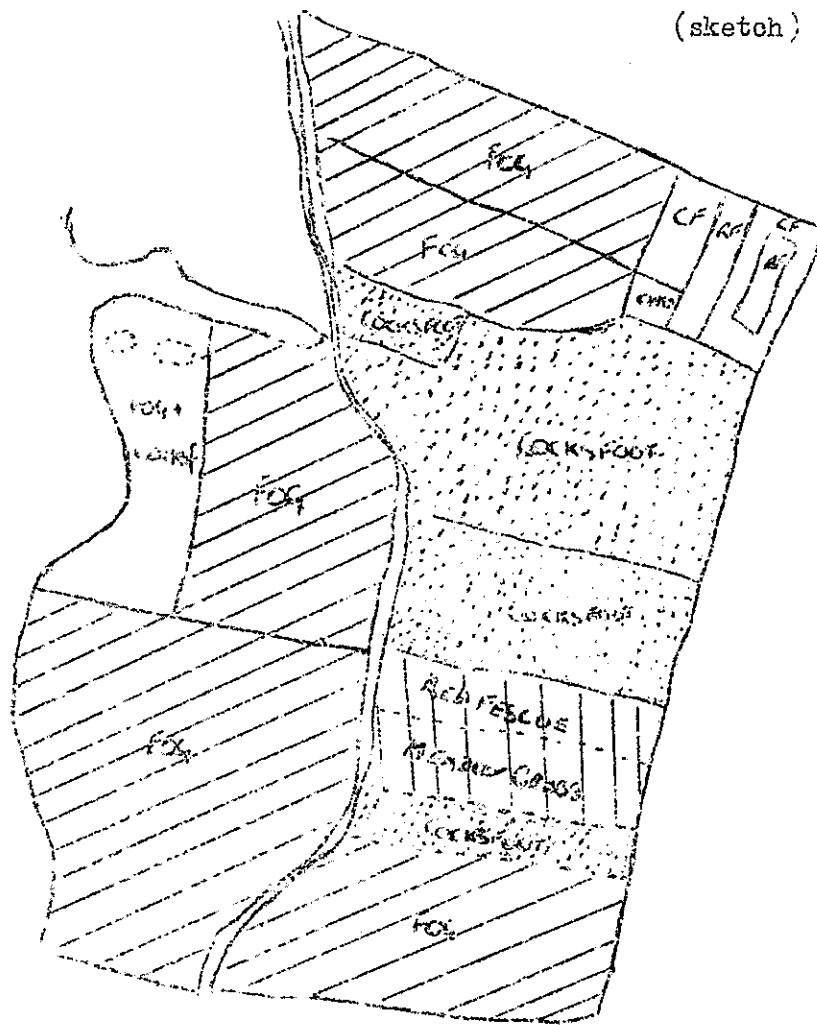 (sketch)
FOG
CF
RF
CF
RF
FOG
COCKSFOOT
COCKSFOOT
FOG +
COCKSF
FOG
COCKSFOOT
RED FESCUE
FOG
MEADOW GRASS
COCKSFOOT
FOG